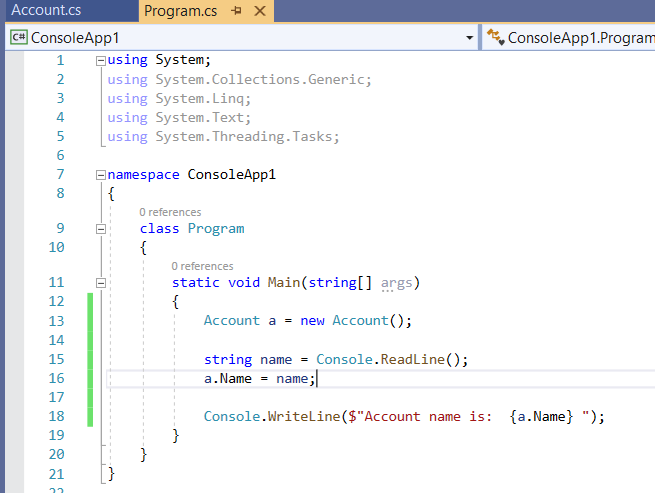 Account.cs Program.cs
C# ConsoleApp1 ConsoleApp1.Program
1 using System;
2 using System.Collections.Generic;
3 using System.Linq;
4 using System.Text;
5 using System.Threading.Tasks;
6
7 namespace ConsoleApp1
8 {
0 references
9 class Program
10 {
0 references
11 static void Main(string[] args)
12 {
13 Account a = new Account();
14
15 string name = Console.ReadLine();
16 a.Name = name;
17
18 Console.WriteLine($"Account name is:  {a.Name} ");
19 }
20 }
21 }
22